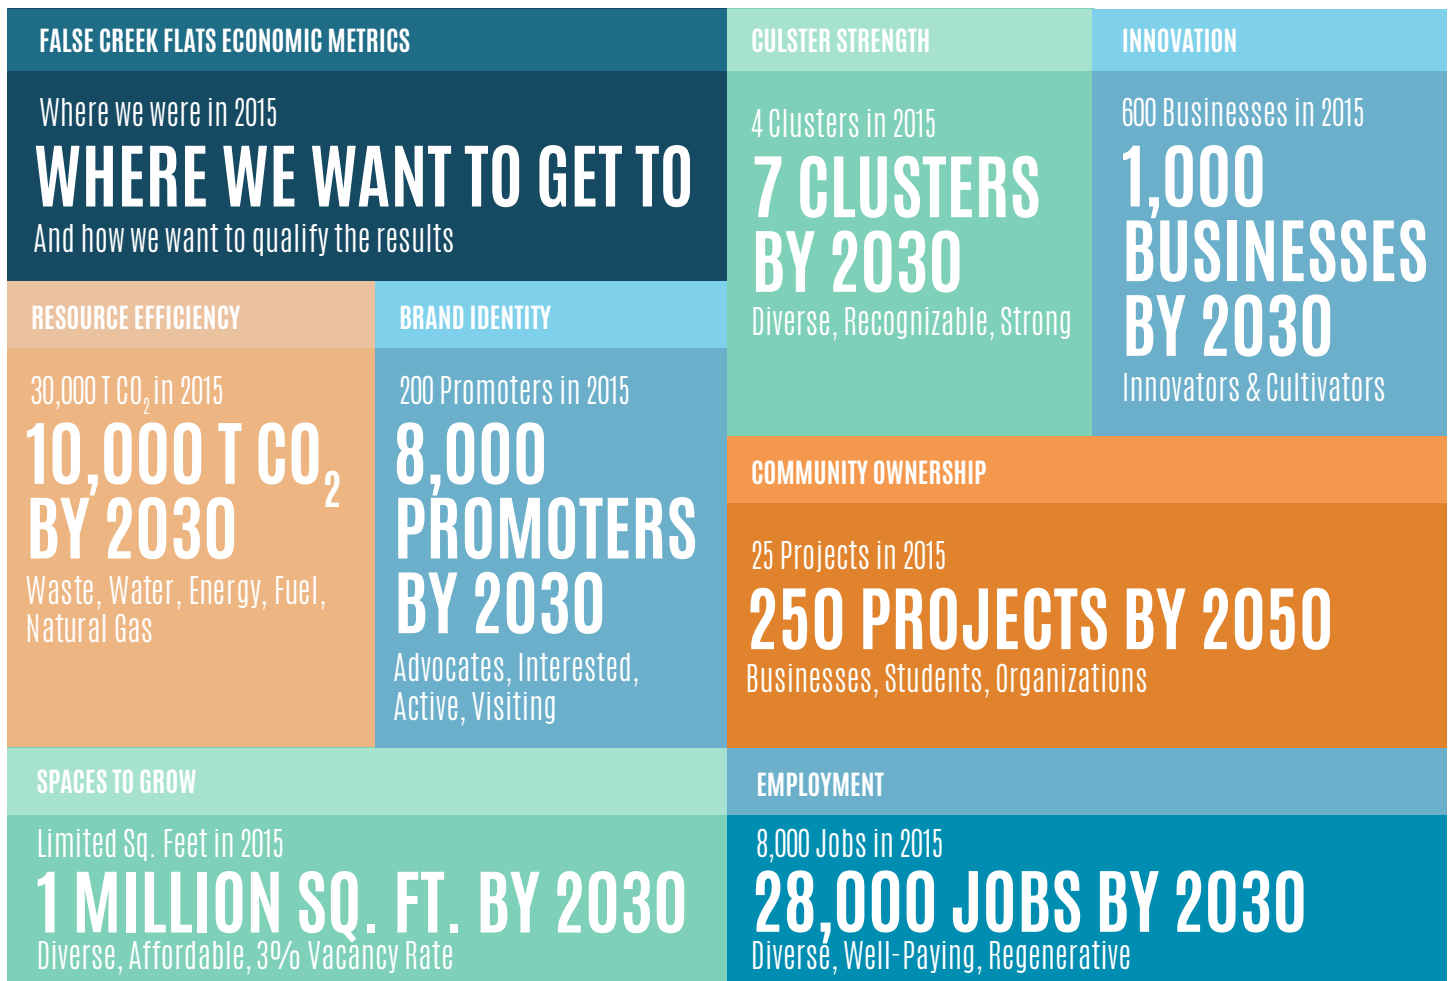 FALSE CREEK FLATS ECONOMIC METRICS
Where we were in 2015
WHERE WE WANT TO GET TO
And how we want to qualify the results
CULSTER STRENGTH
4 Clusters in 2015
7 CLUSTERS
BY 2030
Diverse, Recognizable, Strong
INNOVATION
600 Businesses in 2015
1,000
BUSINESSES
BY 2030
Innovators & Cultivators
RESOURCE EFFICIENCY
30,000 T CO₂ in 2015
10,000 T CO₂
BY 2030
Waste, Water, Energy, Fuel,
Natural Gas
BRAND IDENTITY
200 Promoters in 2015
8,000
PROMOTERS
BY 2030
Advocates, Interested,
Active, Visiting
COMMUNITY OWNERSHIP
25 Projects in 2015
250 PROJECTS BY 2050
Businesses, Students, Organizations
SPACES TO GROW
Limited Sq. Feet in 2015
1 MILLION SQ. FT. BY 2030
Diverse, Affordable, 3% Vacancy Rate
EMPLOYMENT
8,000 Jobs in 2015
28,000 JOBS BY 2030
Diverse, Well-Paying, Regenerative